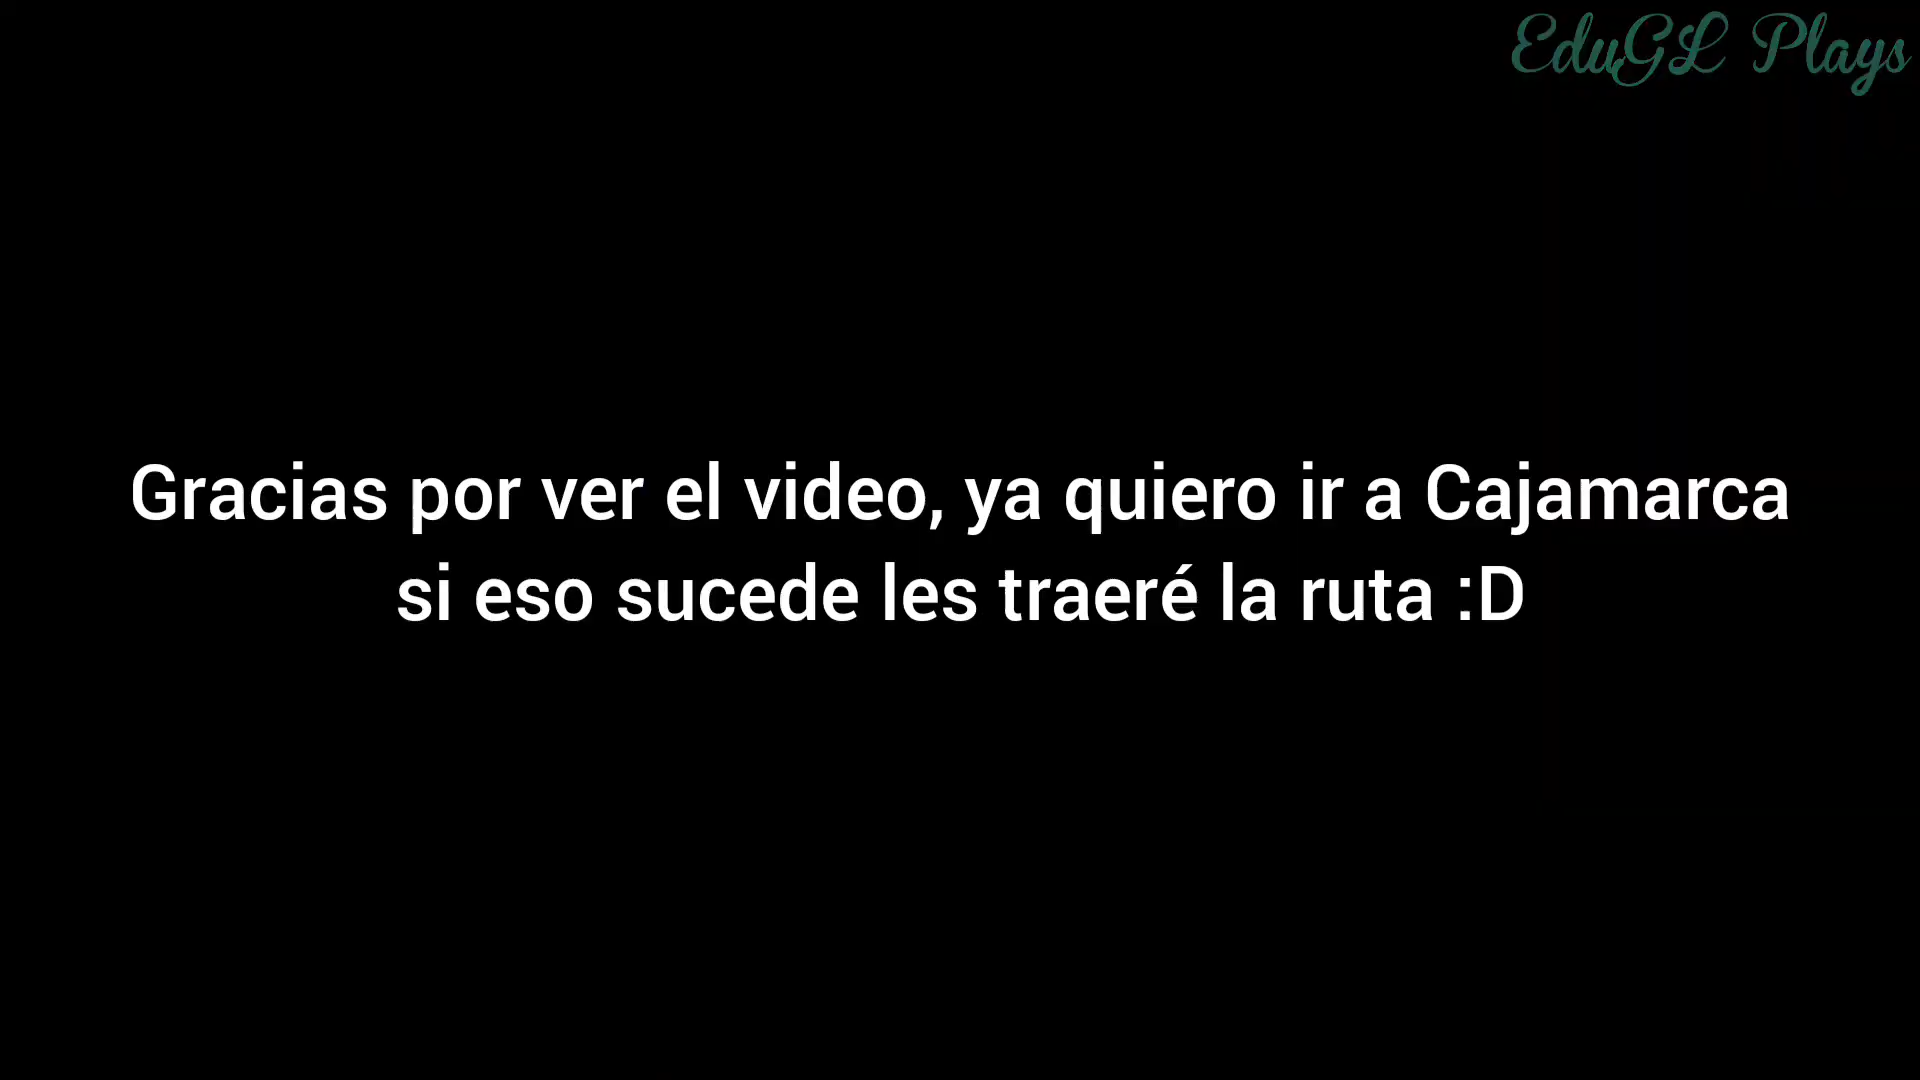 EduGL Plays
Gracias por ver el video, ya quiero ir a Cajamarca
si eso sucede les traeré la ruta :D